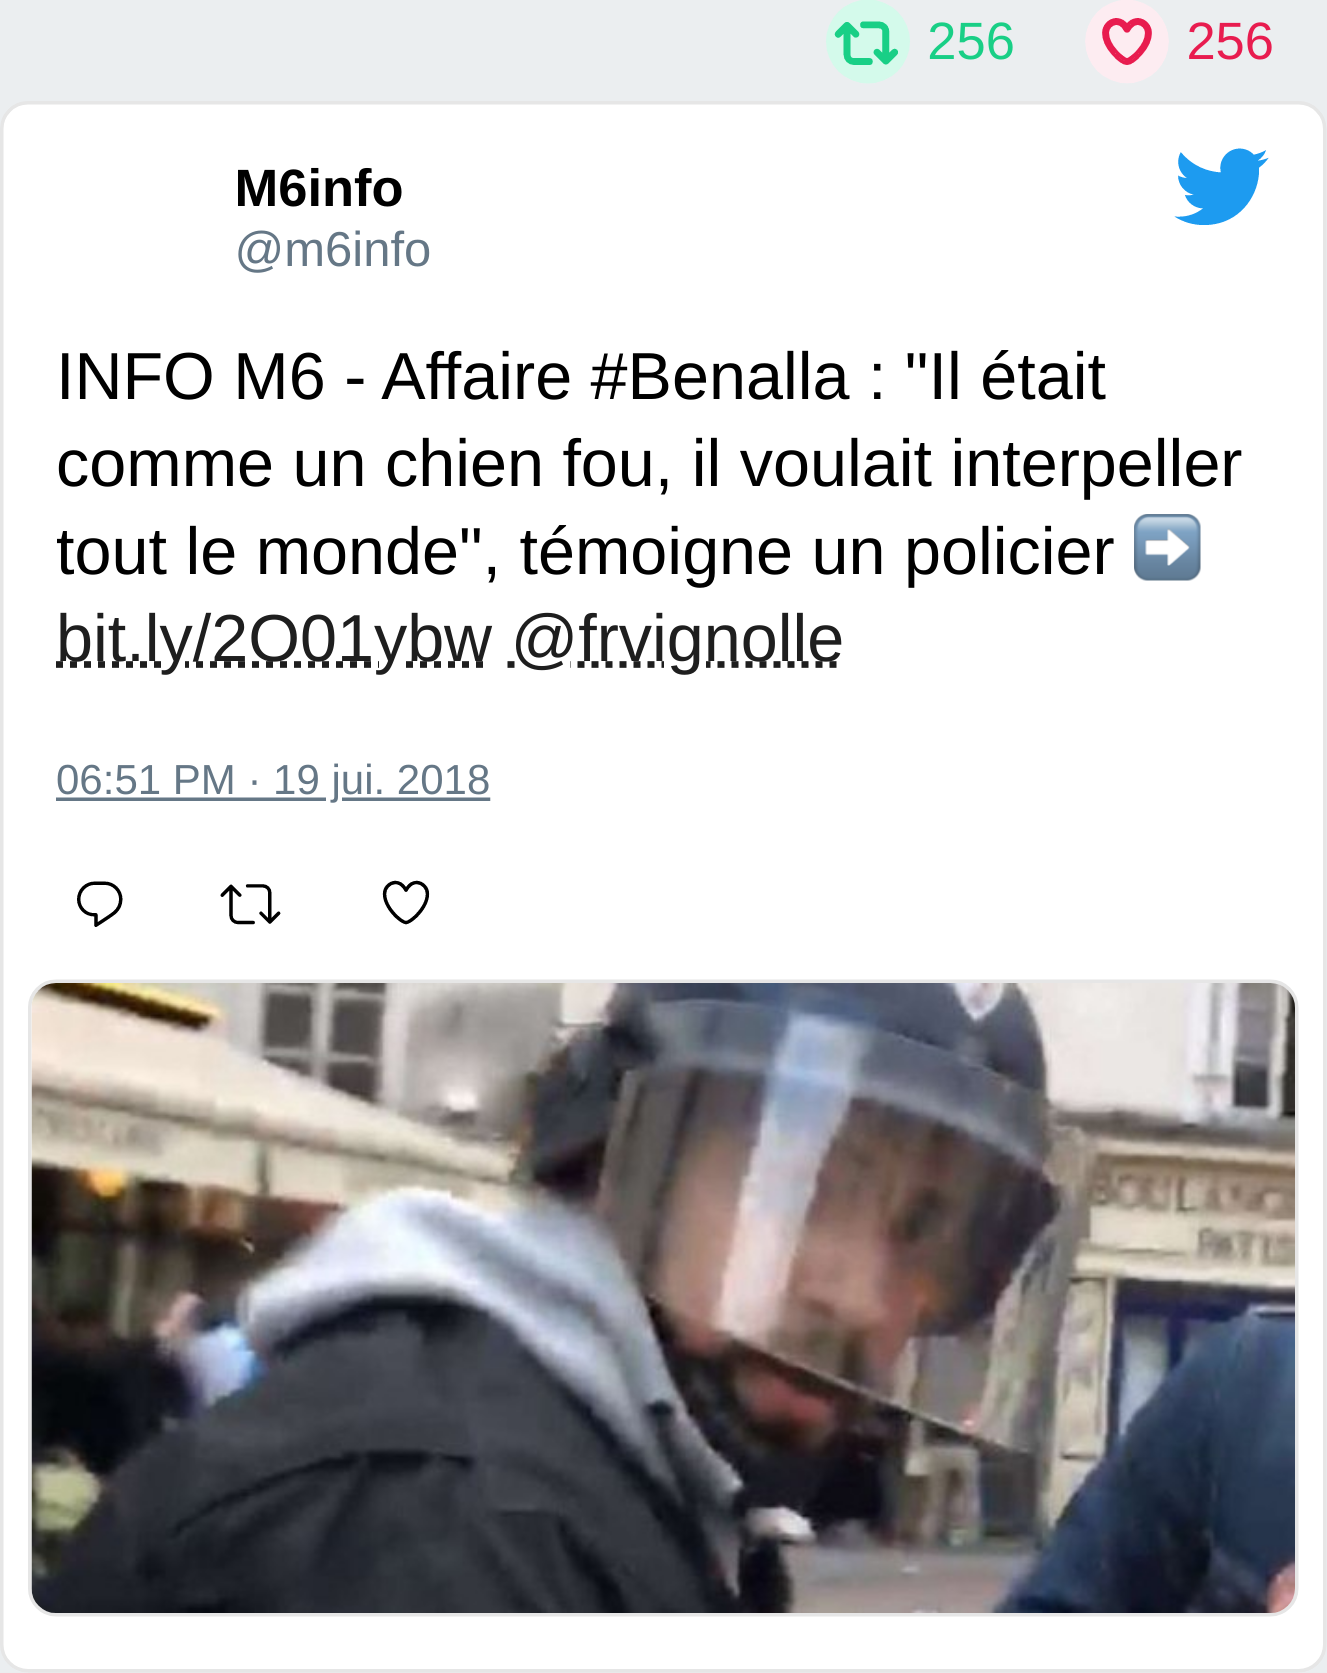 256 256
M6info
@m6info
INFO M6 - Affaire #Benalla : "Il était
comme un chien fou, il voulait interpeller
tout le monde", témoigne un policier ➡️
bit.ly/2O01ybw @frvignolle
06:51 PM · 19 jui. 2018